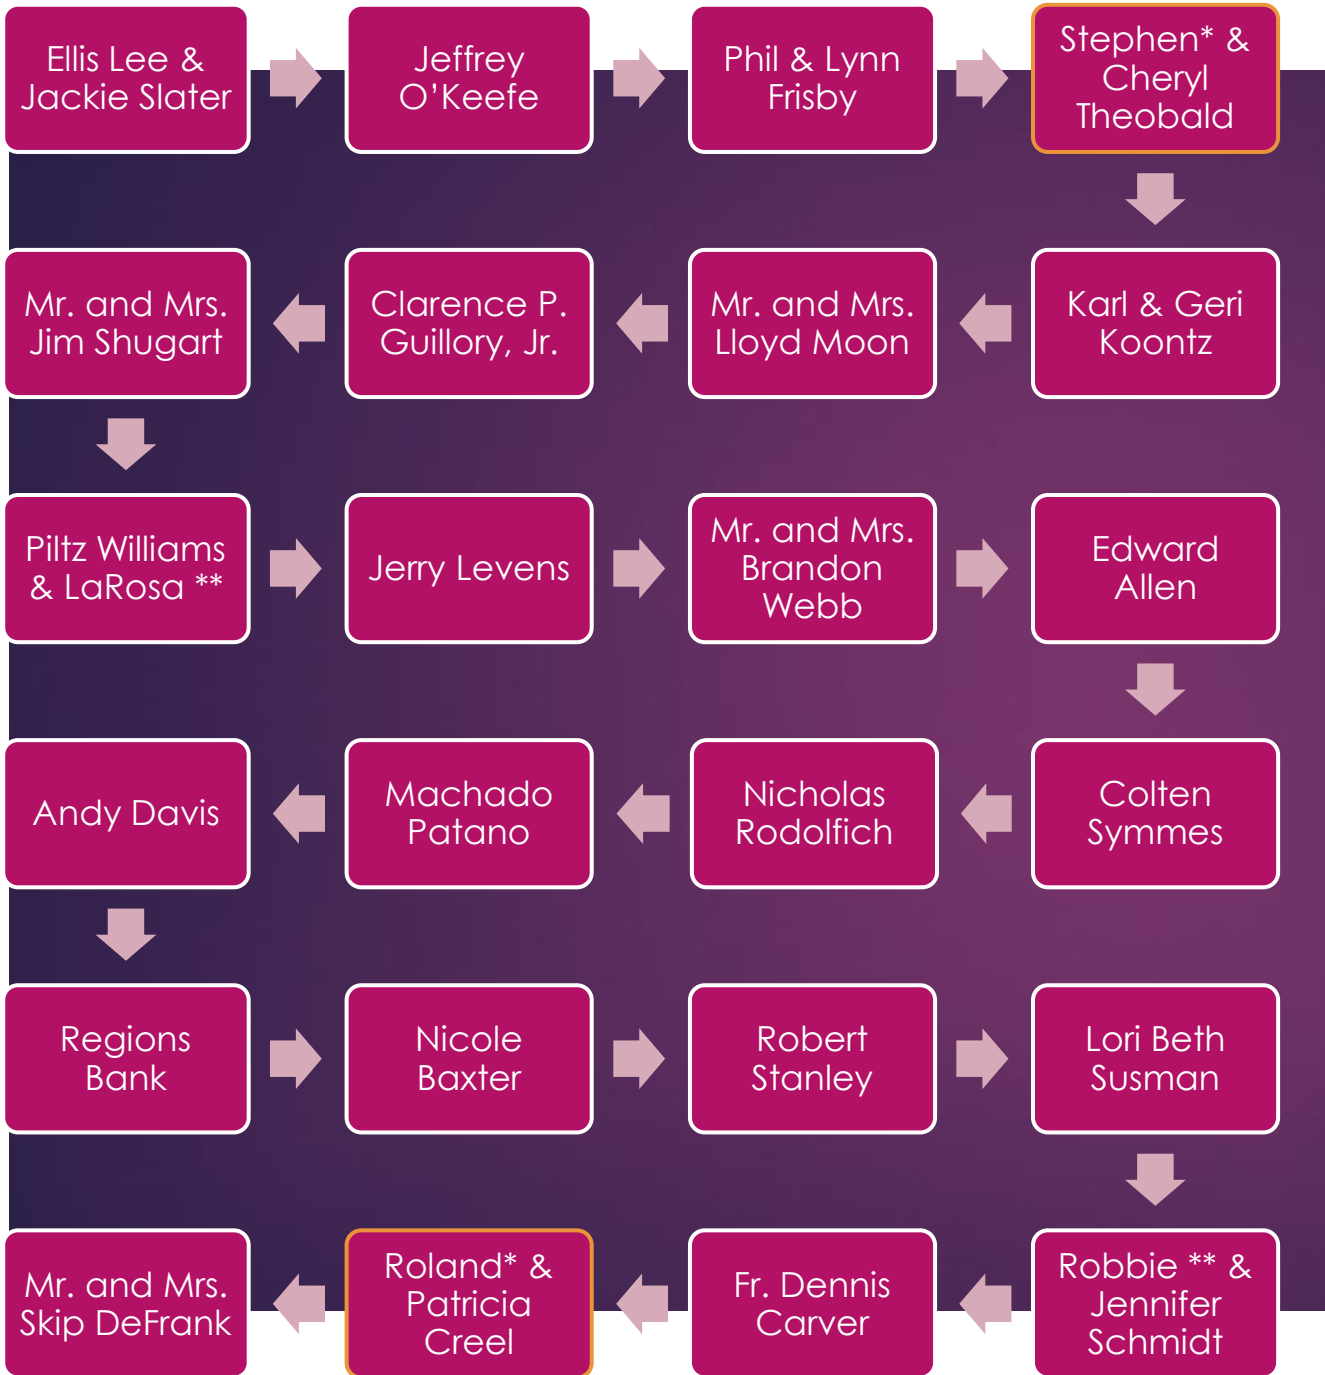 Ellis Lee &
Jackie Slater
Jeffrey
O’Keefe
Phil & Lynn
Frisby
Stephen* &
Cheryl
Theobald
Karl & Geri
Koontz
Mr. and Mrs.
Lloyd Moon
Clarence P.
Guillory, Jr.
Mr. and Mrs.
Jim Shugart
Piltz Williams
& LaRosa **
Jerry Levens
Mr. and Mrs.
Brandon
Webb
Edward
Allen
Colten
Symmes
Nicholas
Rodolfich
Machado
Patano
Andy Davis
Regions
Bank
Nicole
Baxter
Robert
Stanley
Lori Beth
Susman
Robbie ** &
Jennifer
Schmidt
Fr. Dennis
Carver
Roland* &
Patricia
Creel
Mr. and Mrs.
Skip DeFrank